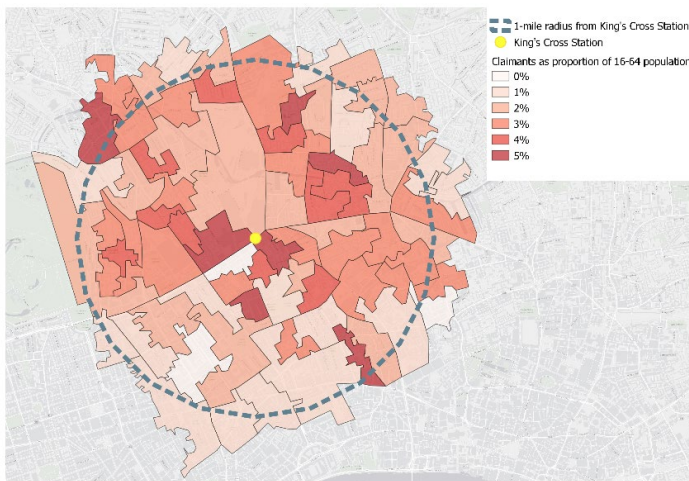 1-mile radius from King's Cross Station
King's Cross Station
Claimants as proportion of 16-64 population
0%
1%
2%
3%
4%
5%